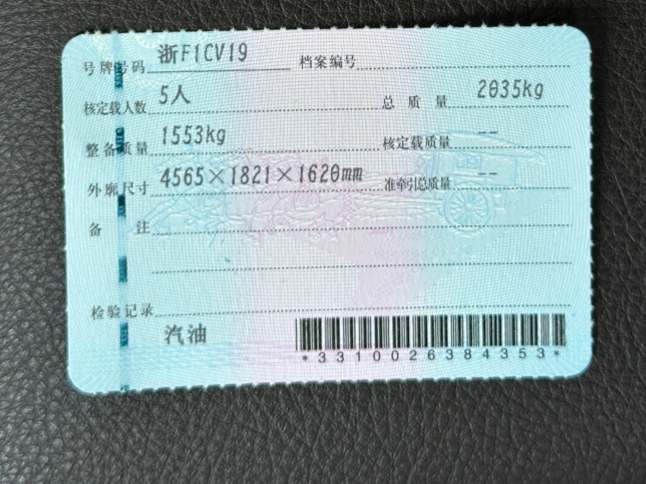 号牌号码 浙F1CV19 档案编号
核定载人数 5人 总质量 2035kg
整备质量 1553kg 核定载质量 --
外廓尺寸 4565×1821×1620mm 准牵引总质量 --
备注
检验记录
汽油
*3310026384353*